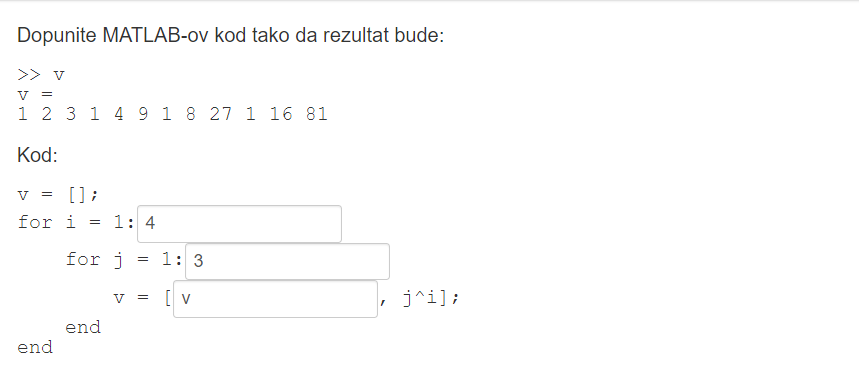 Dopunite MATLAB-ov kod tako da rezultat bude:
>> v
v =
1 2 3 1 4 9 1 8 27 1 16 81
Kod:
v = [];
for i = 1: 4
for j = 1: 3
v = [ v , j^i];
end
end